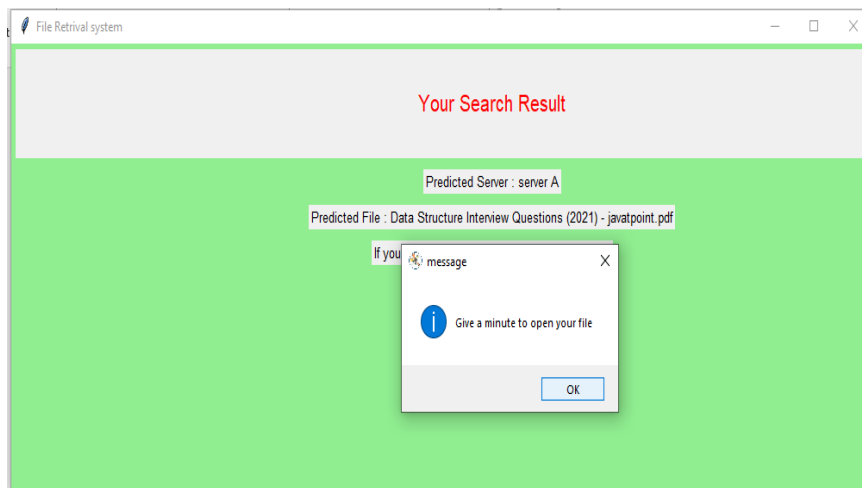 File Retrival system
Your Search Result
Predicted Server : server A
Predicted File : Data Structure Interview Questions (2021) - javatpoint.pdf
If you
message
Give a minute to open your file
OK